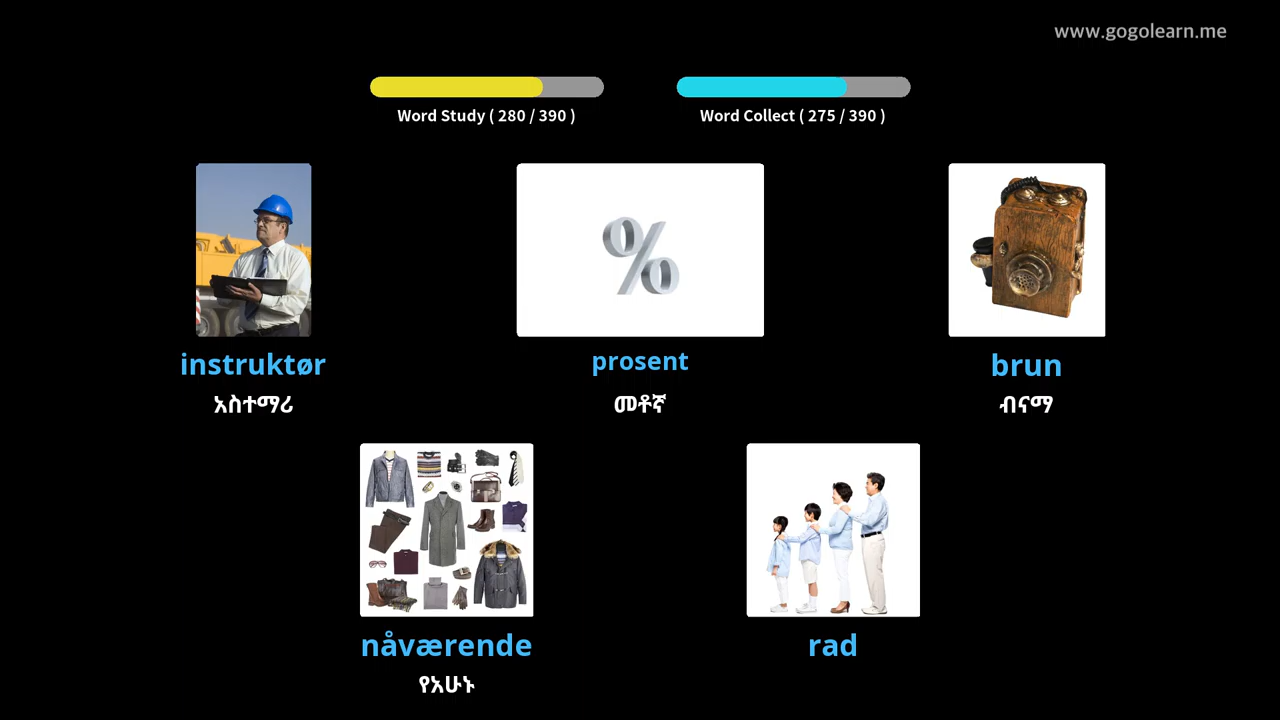 www.gogolearn.me
Word Study ( 280 / 390 )
Word Collect ( 275 / 390 )
instruktør
አስተማሪ
prosent
መቶኛ
brun
ብናማ
nåværende
የአሁኑ
rad